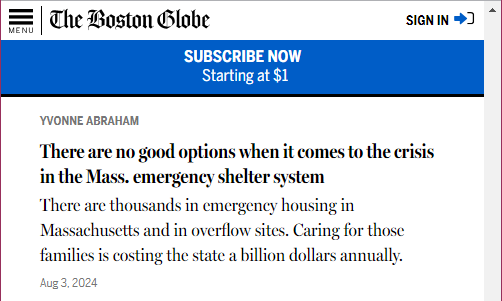 The Boston Globe
MENU
SIGN IN
SUBSCRIBE NOW
Starting at $1
YVONNE ABRAHAM
There are no good options when it comes to the crisis
in the Mass. emergency shelter system
There are thousands in emergency housing in
Massachusetts and in overflow sites. Caring for those
families is costing the state a billion dollars annually.
Aug 3, 2024